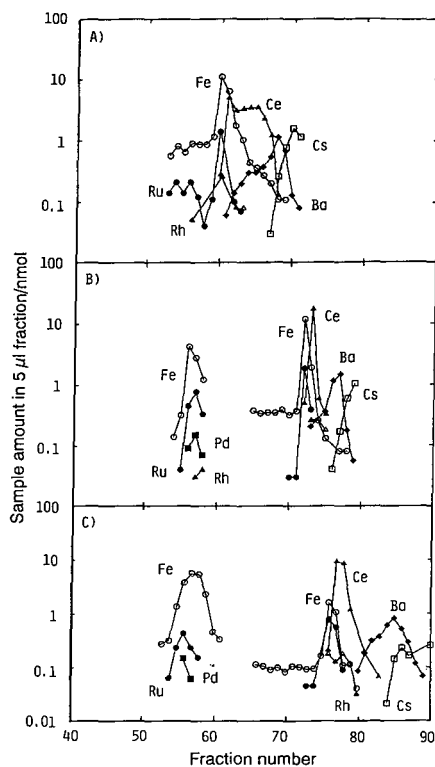 100
A)
Fe
10
Ce
Cs
1
Ru
0.1
Rh
Ba
100
B)
Fe
Ce
10
Ba
Fe
1
Cs
Pd
0.1
Ru
Rh
100
C)
10
Fe
Ce
Fe
Ba
1
0.1
Ru
Pd
Rh
Cs
0.01
40 50 60 70 80 90
Fraction number
Sample amount in 5 µl fraction/nmol